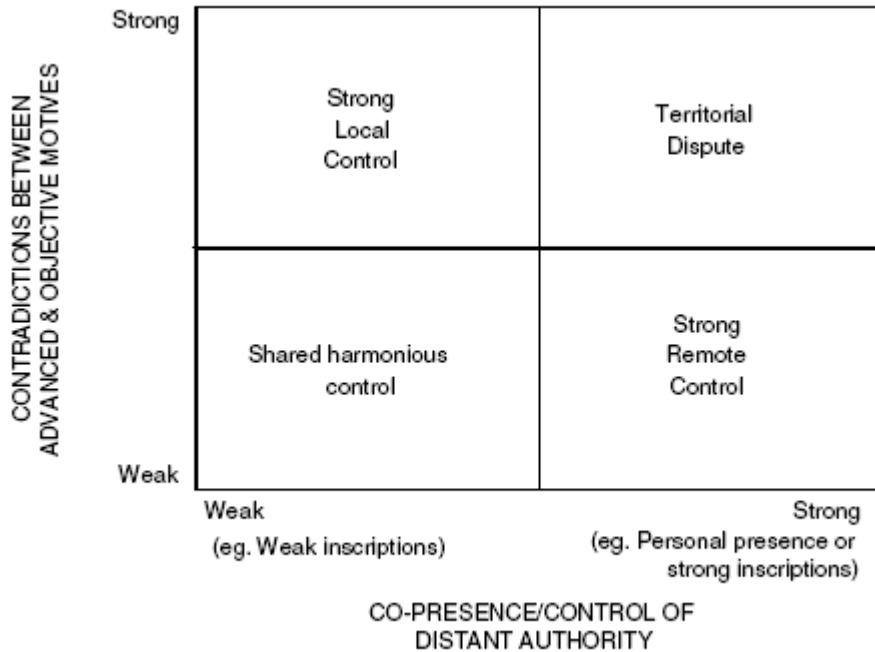 Strong
CONTRADICTIONS BETWEEN
ADVANCED & OBJECTIVE MOTIVES
Strong
Local
Control
Territorial
Dispute
Shared harmonious
control
Strong
Remote
Control
Weak
Weak
(eg. Weak inscriptions)
Strong
(eg. Personal presence or
strong inscriptions)
CO-PRESENCE/CONTROL OF
DISTANT AUTHORITY